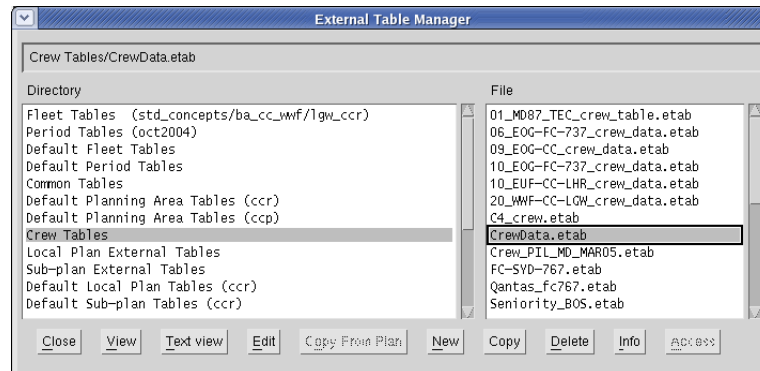 External Table Manager
Crew Tables/CrewData.etab
Directory
Fleet Tables (std_concepts/ba_cc_wwf/lgw_ccr)
Period Tables (oct2004)
Default Fleet Tables
Default Period Tables
Common Tables
Default Planning Area Tables (ccr)
Default Planning Area Tables (ccp)
Crew Tables
Local Plan External Tables
Sub-plan External Tables
Default Local Plan Tables (ccr)
Default Sub-plan Tables (ccr)
File
01_MD87_TEC_crew_table.etab
06_EOG-FC-737_crew_data.etab
09_EOG-CC_crew_data.etab
10_EOG-FC-737_crew_data.etab
10_EUF-CC-LHR_crew_data.etab
20_WWF-CC-LGW_crew_data.etab
C4_crew.etab
CrewData.etab
Crew_PIL_MD_MAR05.etab
FC-SYD-767.etab
Qantas_fc767.etab
Seniority_BOS.etab
Close View Text view Edit Copy From Plan New Copy Delete Info Access